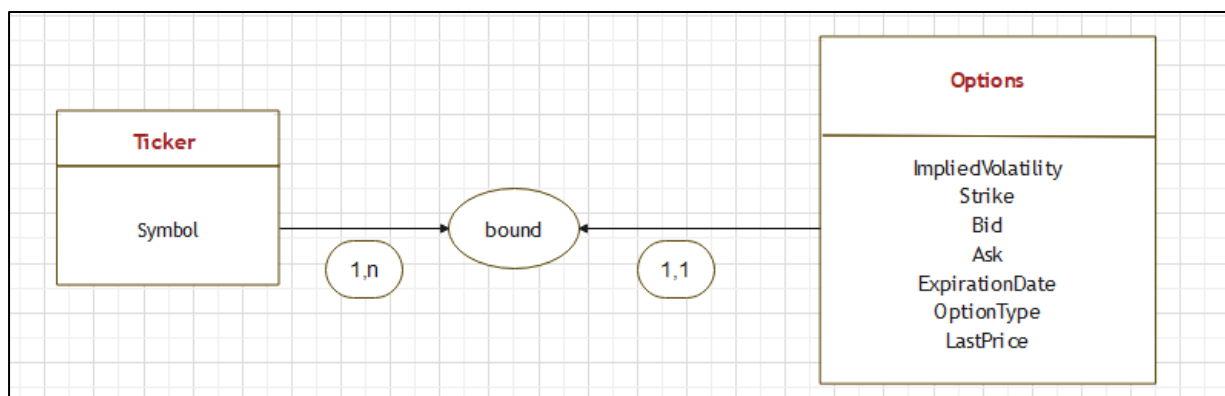 Ticker
Symbol
1,n
bound
1,1
Options
ImpliedVolatility
Strike
Bid
Ask
ExpirationDate
OptionType
LastPrice